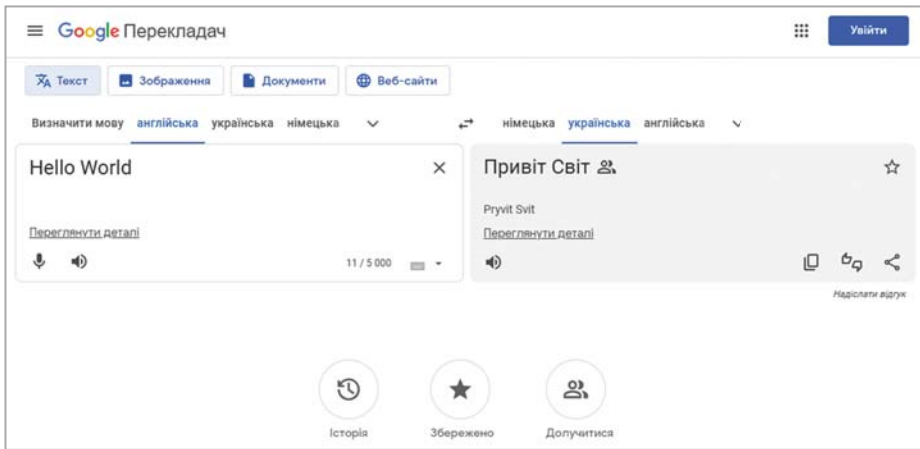 Google Перекладач
Увійти
Текст Зображення Документи Веб-сайти
Визначити мову англійська українська німецька
німецька українська англійська
Hello World
Переглянути деталі
11 / 5 000
Привіт Світ
Pryvit Svit
Переглянути деталі
Надіслати відгук
Історія Збережено Долучитися